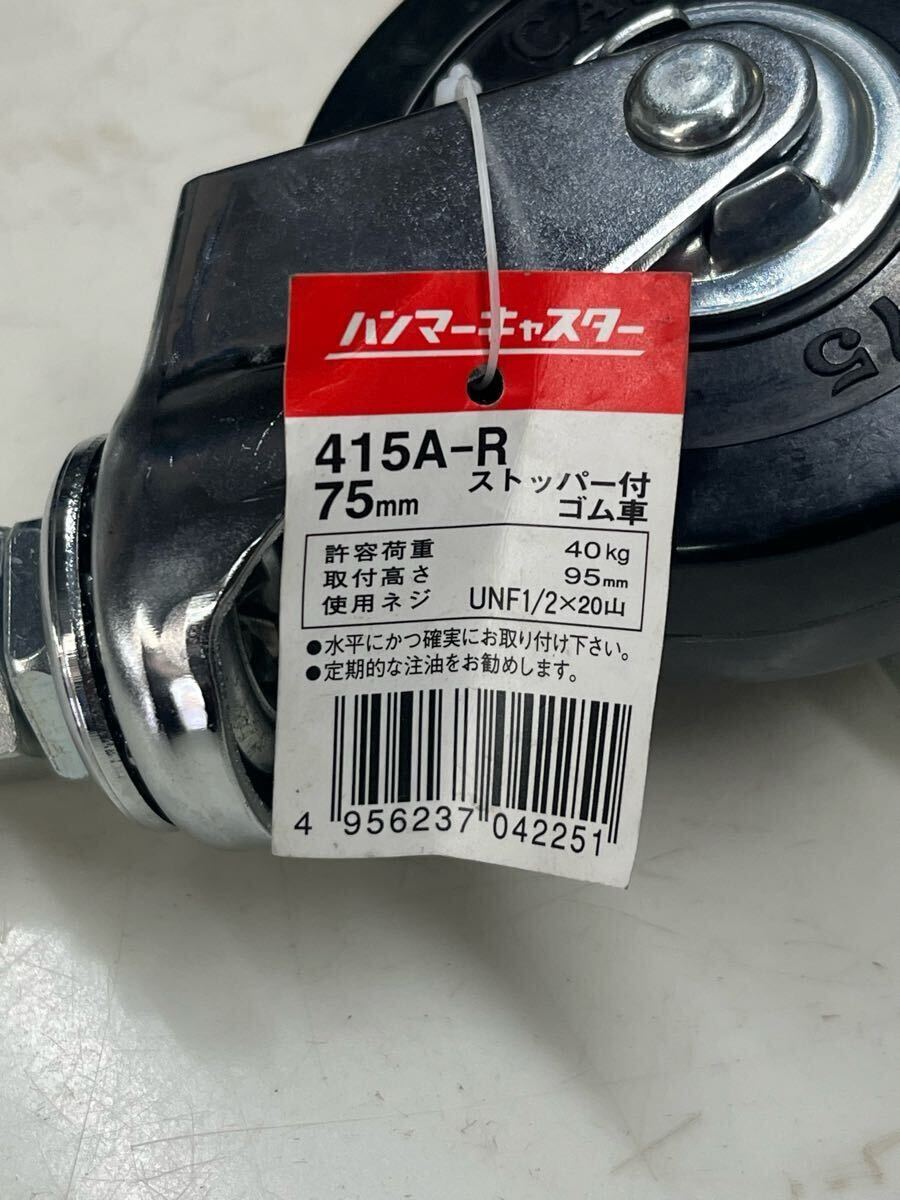 ハンマーキャスター
415A-R
75mm ストッパー付
ゴム車
許容荷重 40kg
取付高さ 95mm
使用ネジ UNF1/2×20山
●水平にかつ確実にお取り付け下さい。
●定期的な注油をお勧めします。
4 956237 042251
75